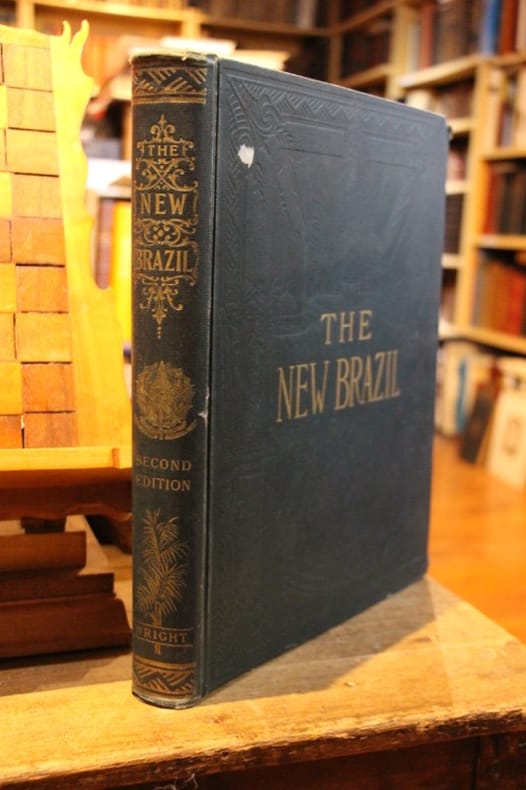 THE
NEW
BRAZIL
SECOND
EDITION
WRIGHT
THE
NEW BRAZIL